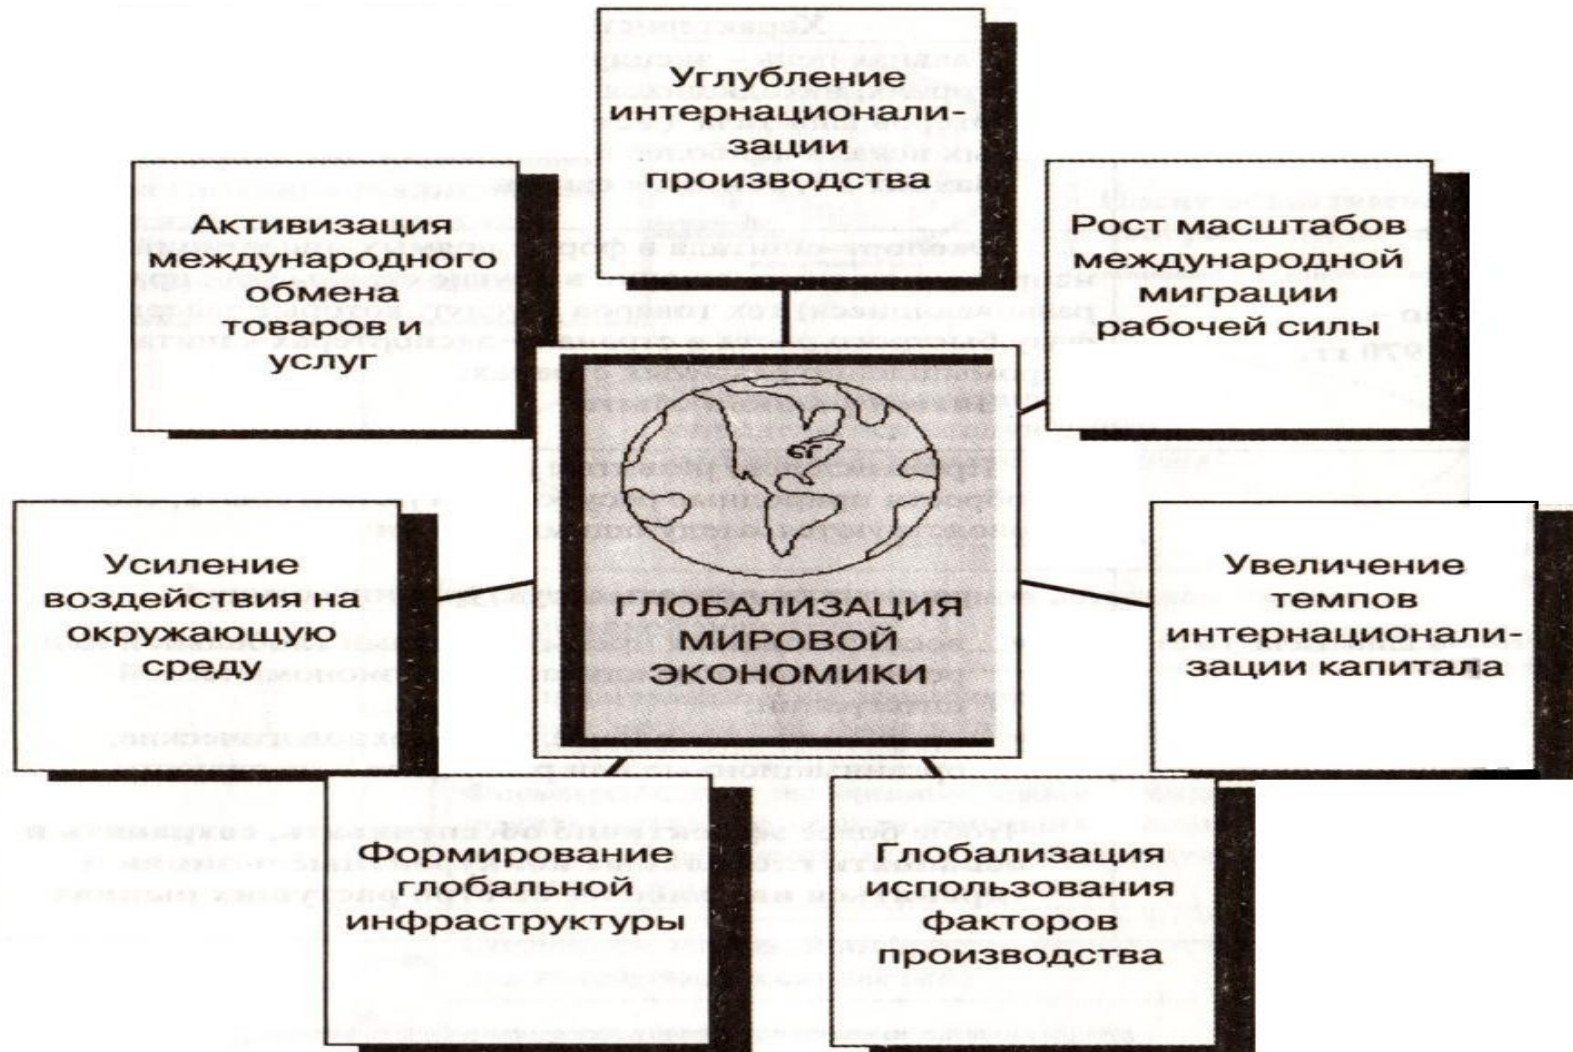 Углубление
интернационали-
зации
производства
Активизация
международного
обмена
товаров и
услуг
Рост масштабов
международной
миграции
рабочей силы
ГЛОБАЛИЗАЦИЯ
МИРОВОЙ
ЭКОНОМИКИ
Усиление
воздействия на
окружающую
среду
Увеличение
темпов
интернационали-
зации капитала
Формирование
глобальной
инфраструктуры
Глобализация
использования
факторов
производства